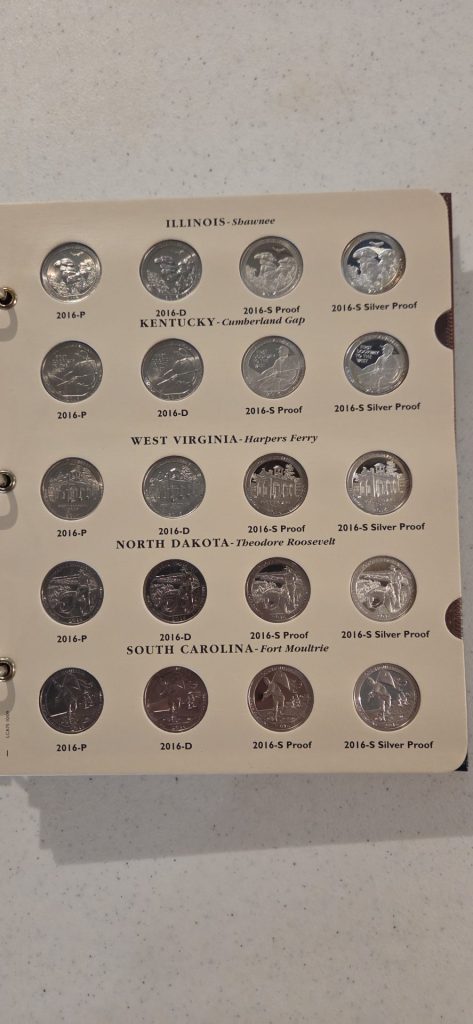 ILLINOIS - Shawnee
2016-P 2016-D 2016-S Proof 2016-S Silver Proof
KENTUCKY - Cumberland Gap
2016-P 2016-D 2016-S Proof 2016-S Silver Proof
WEST VIRGINIA - Harpers Ferry
2016-P 2016-D 2016-S Proof 2016-S Silver Proof
NORTH DAKOTA - Theodore Roosevelt
2016-P 2016-D 2016-S Proof 2016-S Silver Proof
SOUTH CAROLINA - Fort Moultrie
2016-P 2016-D 2016-S Proof 2016-S Silver Proof